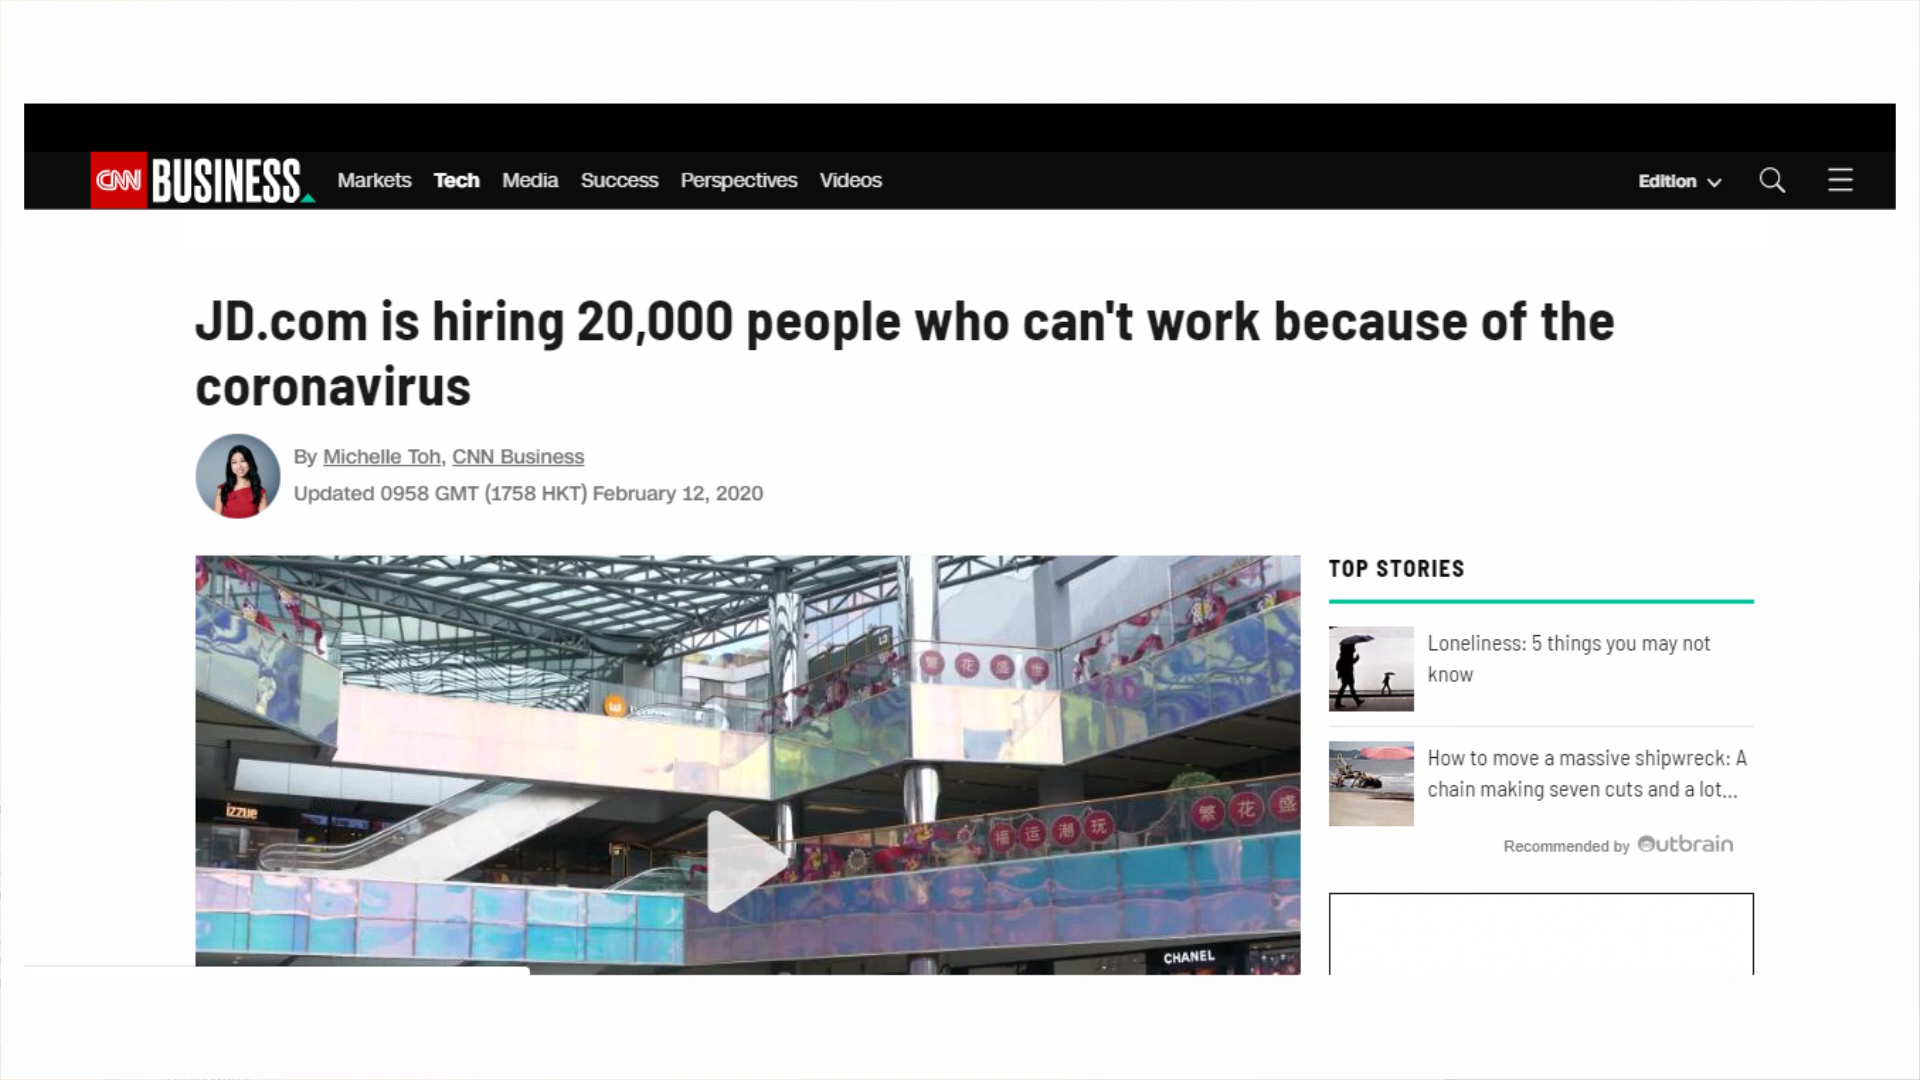 CNN BUSINESS Markets Tech Media Success Perspectives Videos Edition
JD.com is hiring 20,000 people who can't work because of the
coronavirus
By Michelle Toh, CNN Business
Updated 0958 GMT (1758 HKT) February 12, 2020
繁花盛世
izzue
福运潮玩
繁花盛
CHANEL
TOP STORIES
Loneliness: 5 things you may not
know
How to move a massive shipwreck: A
chain making seven cuts and a lot...
Recommended by Outbrain